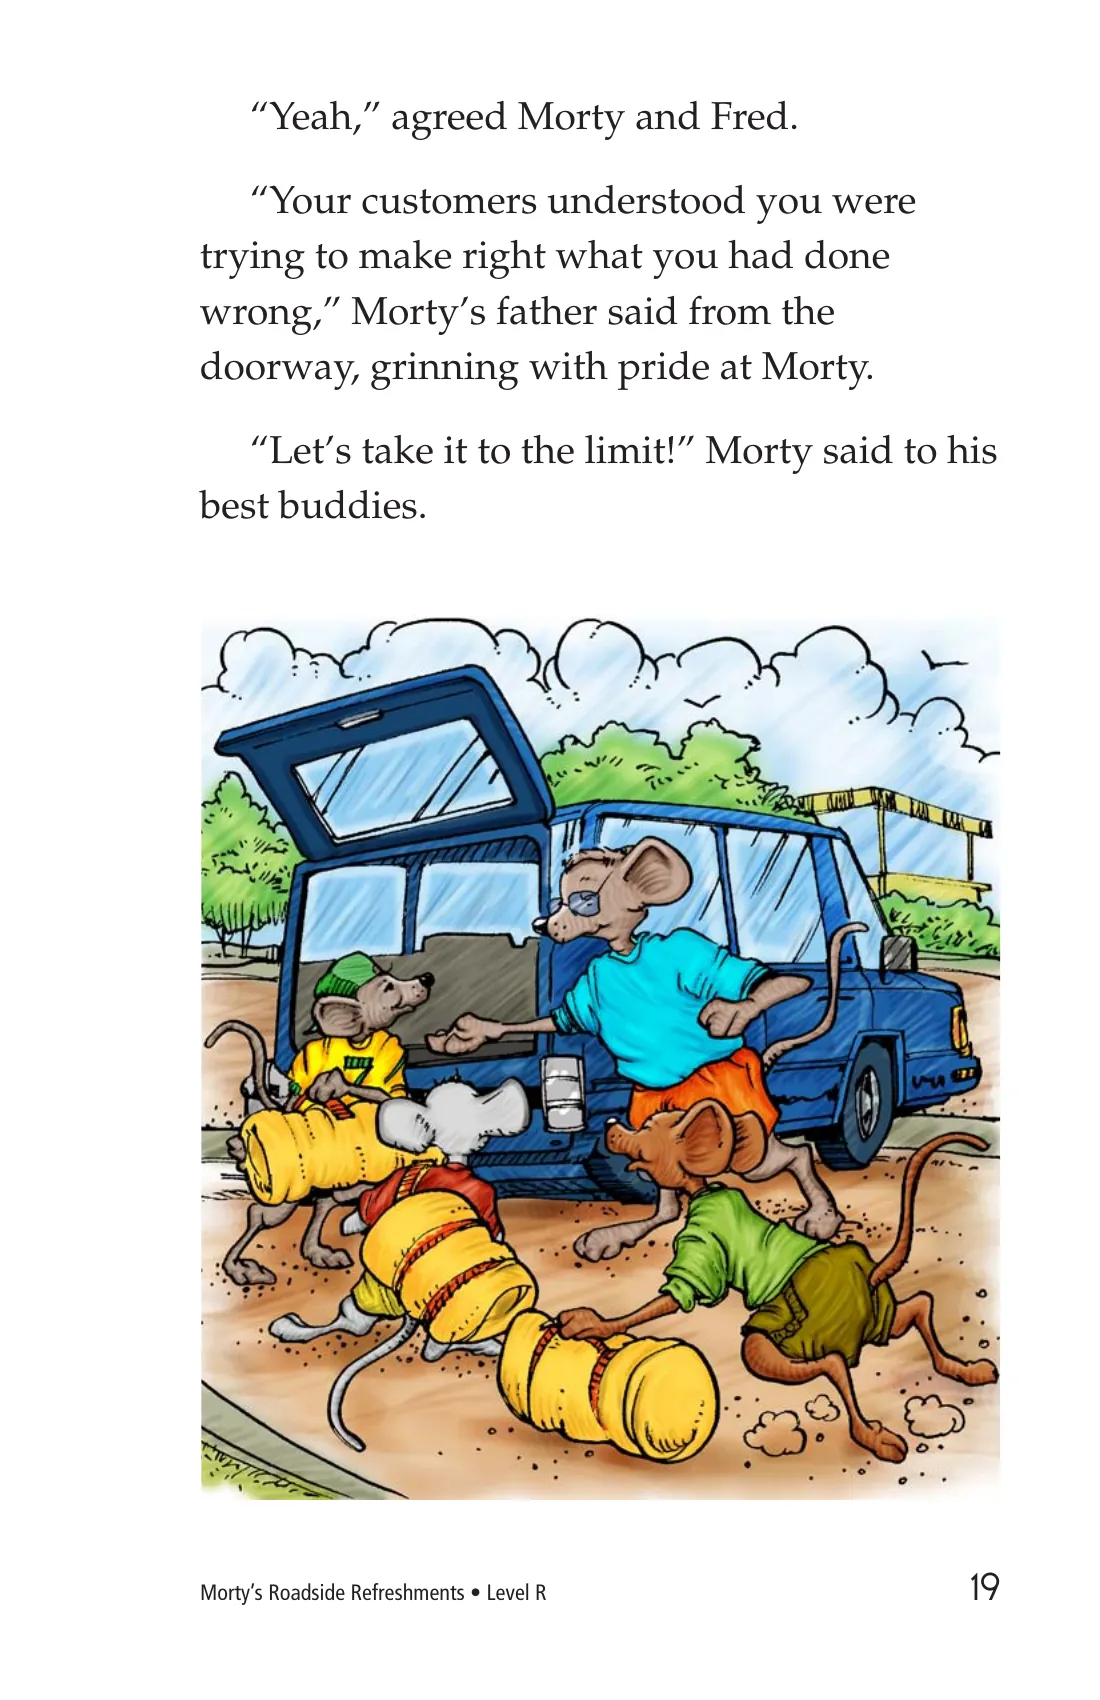 “Yeah,” agreed Morty and Fred.
“Your customers understood you were
trying to make right what you had done
wrong,” Morty’s father said from the
doorway, grinning with pride at Morty.
“Let’s take it to the limit!” Morty said to his
best buddies.
7
Morty’s Roadside Refreshments • Level R
19